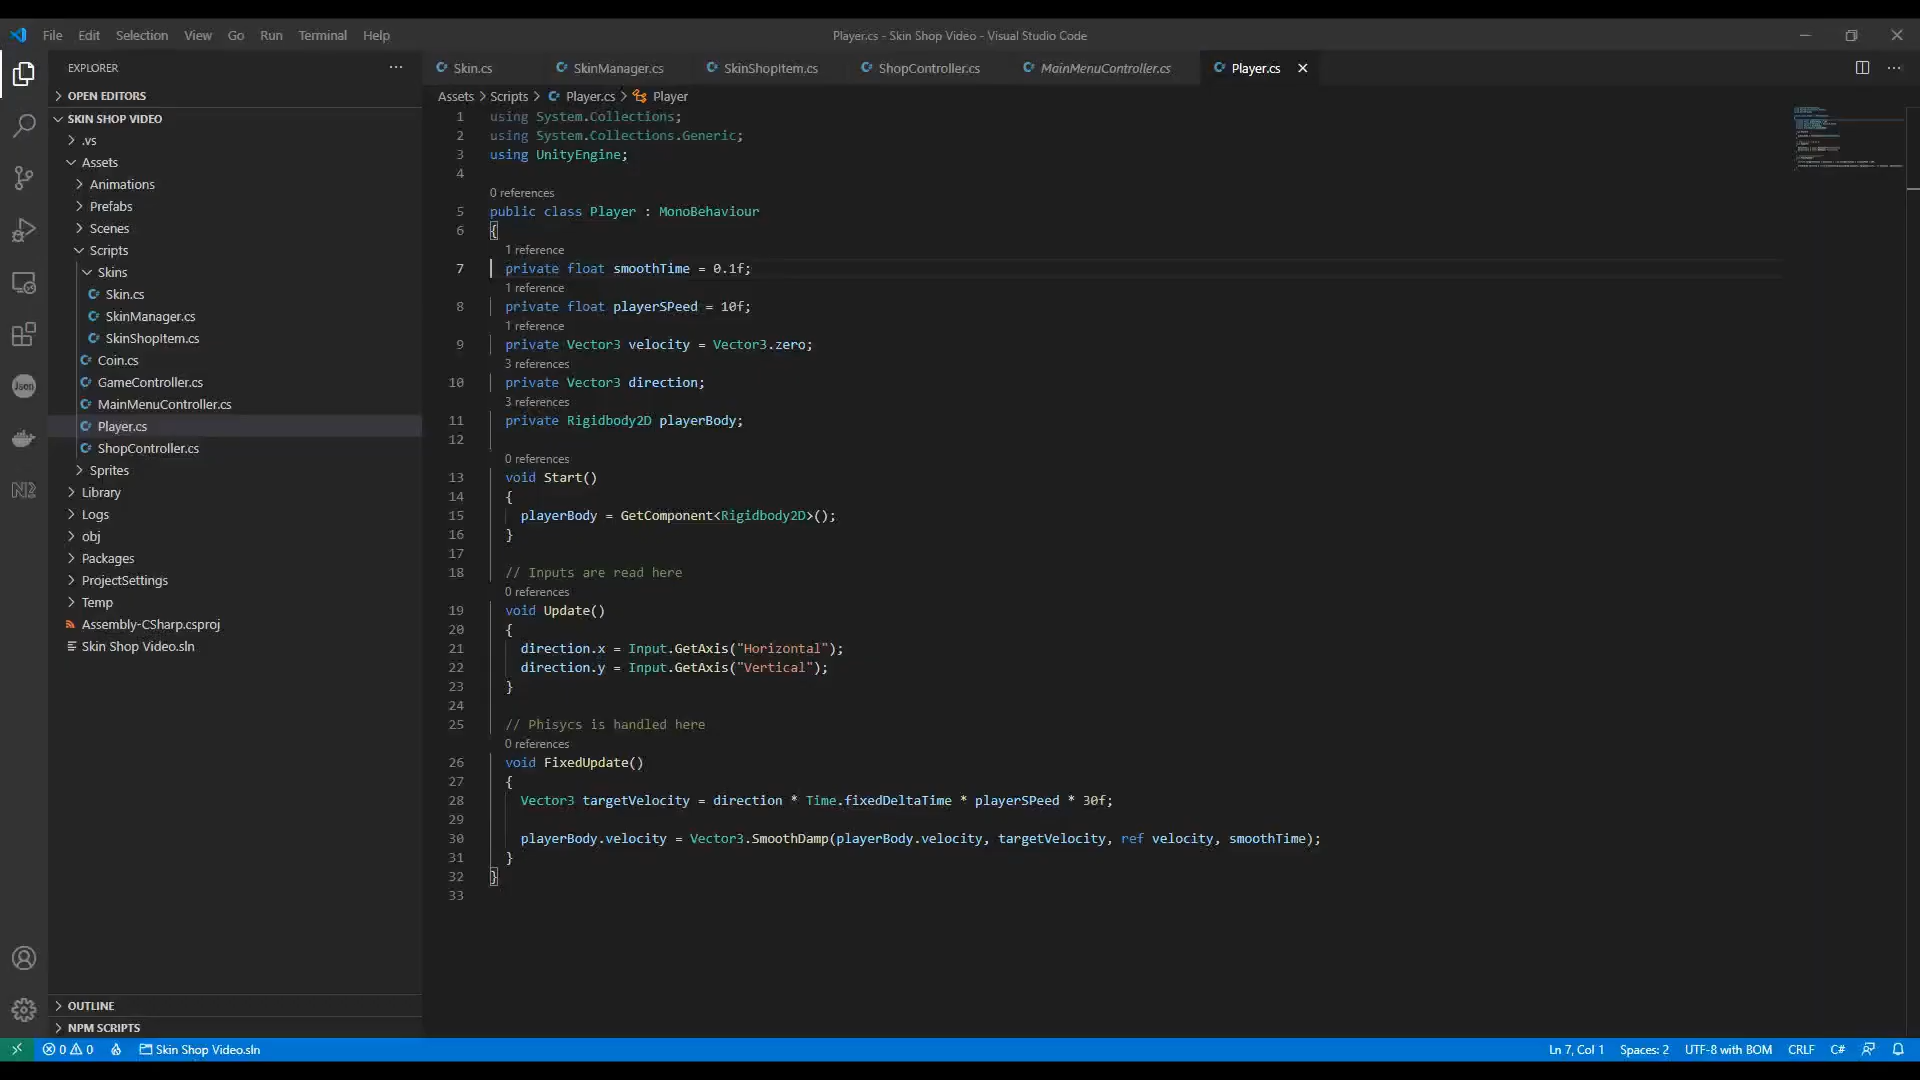 File Edit Selection View Go Run Terminal Help
Player.cs - Skin Shop Video - Visual Studio Code
EXPLORER
OPEN EDITORS
SKIN SHOP VIDEO
.vs
Assets
Animations
Prefabs
Scenes
Scripts
Skins
Skin.cs
SkinManager.cs
SkinShopItem.cs
Coin.cs
GameController.cs
MainMenuController.cs
Player.cs
ShopController.cs
Sprites
Library
Logs
obj
Packages
ProjectSettings
Temp
Assembly-CSharp.csproj
Skin Shop Video.sln
OUTLINE
NPM SCRIPTS
Skin.cs SkinManager.cs SkinShopItem.cs ShopController.cs MainMenuController.cs Player.cs
Assets > Scripts > Player.cs > Player
1 using System.Collections;
2 using System.Collections.Generic;
3 using UnityEngine;
4
0 references
5 public class Player : MonoBehaviour
6 {
1 reference
7 private float smoothTime = 0.1f;
1 reference
8 private float playerSPeed = 10f;
1 reference
9 private Vector3 velocity = Vector3.zero;
3 references
10 private Vector3 direction;
3 references
11 private Rigidbody2D playerBody;
12
0 references
13 void Start()
14 {
15 playerBody = GetComponent<Rigidbody2D>();
16 }
17
18 // Inputs are read here
0 references
19 void Update()
20 {
21 direction.x = Input.GetAxis("Horizontal");
22 direction.y = Input.GetAxis("Vertical");
23 }
24
25 // Phisycs is handled here
0 references
26 void FixedUpdate()
27 {
28 Vector3 targetVelocity = direction * Time.fixedDeltaTime * playerSPeed * 30f;
29
30 playerBody.velocity = Vector3.SmoothDamp(playerBody.velocity, targetVelocity, ref velocity, smoothTime);
31 }
32 }
33
0 0 Skin Shop Video.sln
Ln 7, Col 1 Spaces: 2 UTF-8 with BOM CRLF C#